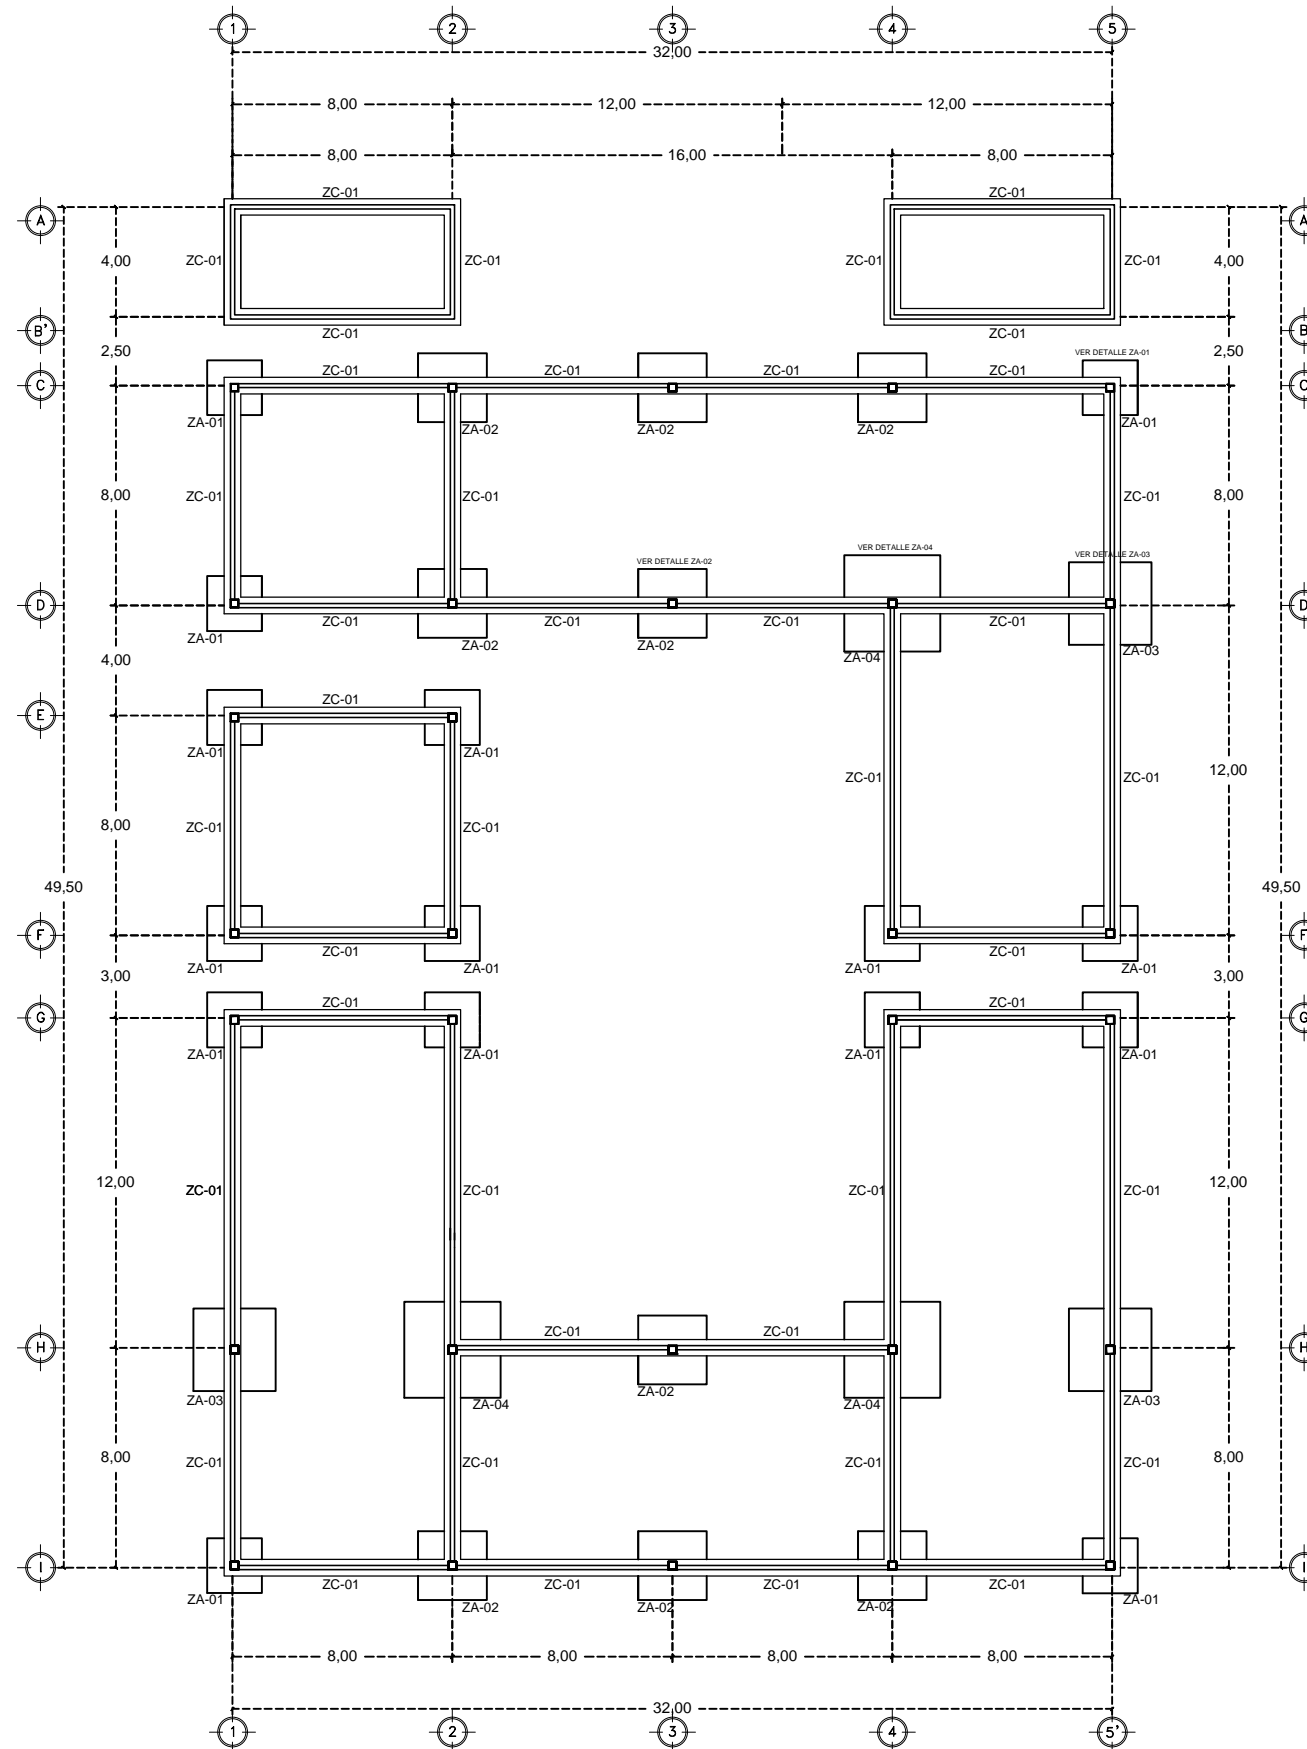 1 2 3 4 5
32,00
8,00 12,00 12,00
8,00 16,00 8,00
ZC-01 ZC-01
A A
4,00 ZC-01 ZC-01 ZC-01 ZC-01 4,00
B' B
ZC-01 ZC-01
2,50 VER DETALLE ZA-01 2,50
ZC-01 ZC-01 ZC-01 ZC-01
C C
ZA-01 ZA-02 ZA-02 ZA-02 ZA-01
8,00 ZC-01 ZC-01 ZC-01 8,00
VER DETALLE ZA-02 VER DETALLE ZA-04 VER DETALLE ZA-03
D D
ZC-01 ZC-01 ZC-01 ZC-01
ZA-01 ZA-02 ZA-02 ZA-04 ZA-03
4,00
ZC-01
E
ZA-01 ZA-01
ZC-01 ZC-01 12,00
8,00 ZC-01 ZC-01
49,50 49,50
F F
ZC-01 ZC-01
ZA-01 ZA-01 ZA-01 ZA-01
3,00 3,00
ZC-01 ZC-01
G G
ZA-01 ZA-01 ZA-01 ZA-01
12,00 ZC-01 ZC-01 ZC-01 ZC-01 12,00
ZC-01 ZC-01
H H
ZA-03 ZA-04 ZA-02 ZA-04 ZA-03
8,00 ZC-01 ZC-01 ZC-01 ZC-01 8,00
I I
ZC-01 ZC-01 ZC-01 ZC-01
ZA-01 ZA-02 ZA-02 ZA-02 ZA-01
8,00 8,00 8,00 8,00
32,00
1 2 3 4 5'